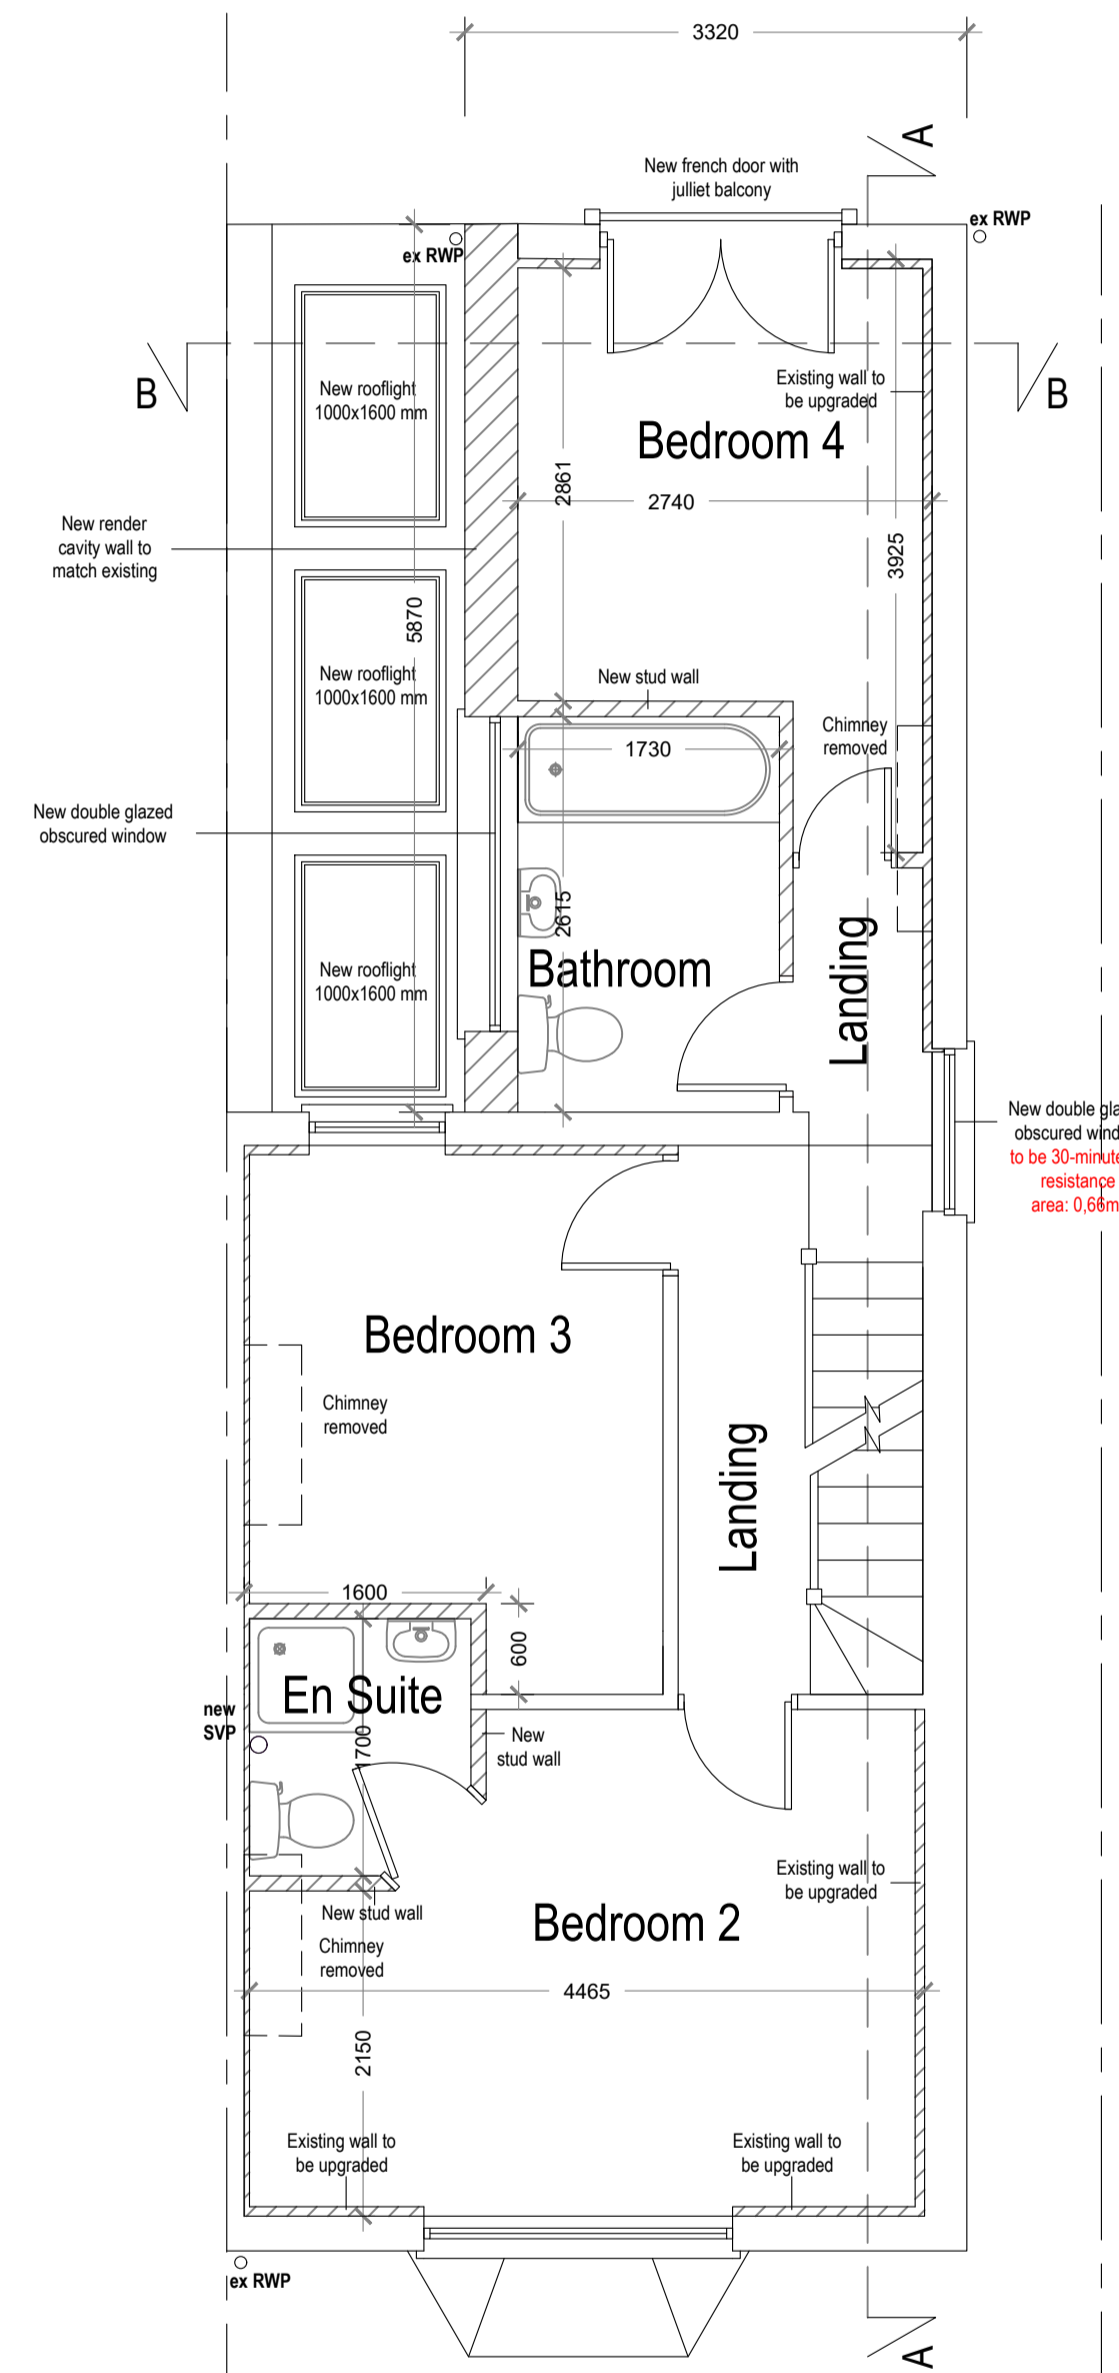 3320
A
New french door with
julliet balcony
ex RWP
ex RWP
B
B
New rooflight
1000x1600 mm
Existing wall to
be upgraded
Bedroom 4
2861
2740
3925
New render
cavity wall to
match existing
5870
New rooflight
1000x1600 mm
New stud wall
Chimney
removed
1730
New double glazed
obscured window
2615
Bathroom
Landing
New rooflight
1000x1600 mm
New double gla
obscured wind
to be 30-minute
resistance
area: 0,66m
Bedroom 3
Chimney
removed
Landing
1600
600
En Suite
new
SVP
1700
New
stud wall
Existing wall to
be upgraded
New stud wall
Bedroom 2
Chimney
removed
4465
2150
Existing wall to
be upgraded
Existing wall to
be upgraded
ex RWP
A